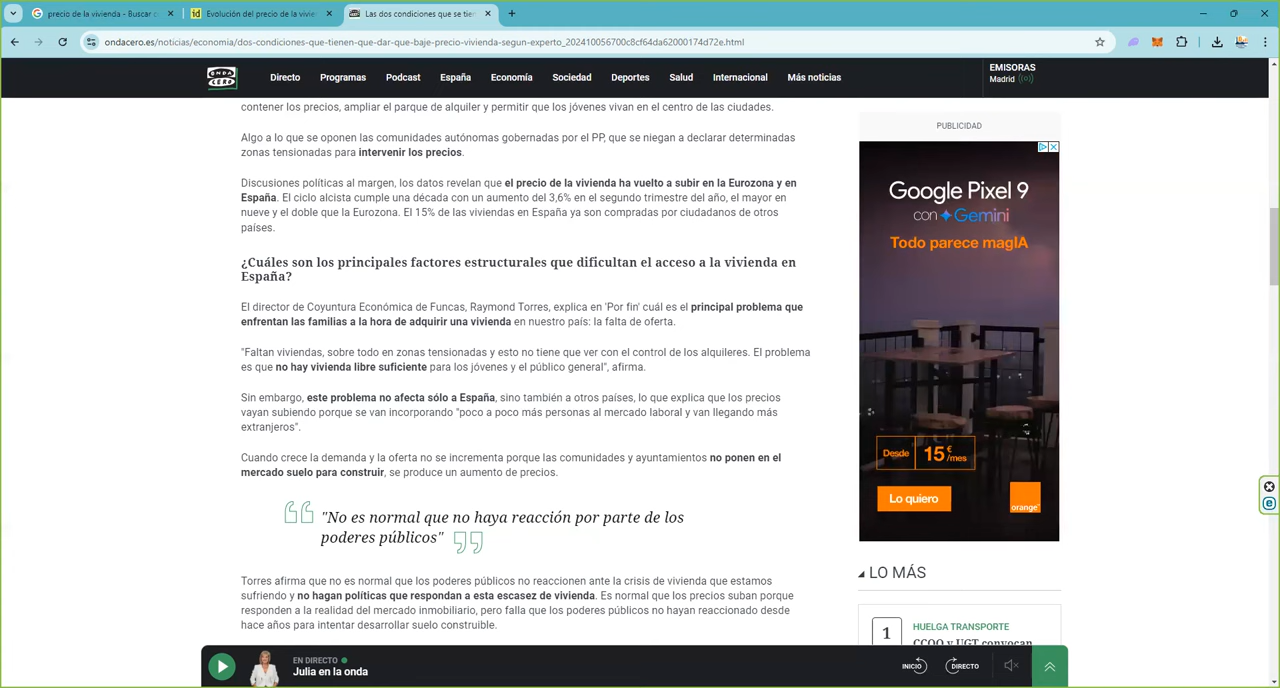 precio de la vivienda - Buscar c
Evolución del precio de la vivie
Las dos condiciones que se tien
ondacero.es/noticias/economia/dos-condiciones-que-tienen-que-dar-que-baje-precio-vivienda-segun-experto_202410056700c8cf64da62000174d72e.html
ONDA CERO
Directo Programas Podcast España Economía Sociedad Deportes Salud Internacional Más noticias
EMISORAS
Madrid
contener los precios, ampliar el parque de alquiler y permitir que los jóvenes vivan en el centro de las ciudades.
Algo a lo que se oponen las comunidades autónomas gobernadas por el PP, que se niegan a declarar determinadas
zonas tensionadas para intervenir los precios.
Discusiones políticas al margen, los datos revelan que el precio de la vivienda ha vuelto a subir en la Eurozona y en
España. El ciclo alcista cumple una década con un aumento del 3,6% en el segundo trimestre del año, el mayor en
nueve y el doble que la Eurozona. El 15% de las viviendas en España ya son compradas por ciudadanos de otros
países.
¿Cuáles son los principales factores estructurales que dificultan el acceso a la vivienda en
España?
El director de Coyuntura Económica de Funcas, Raymond Torres, explica en 'Por fin' cuál es el principal problema que
enfrentan las familias a la hora de adquirir una vivienda en nuestro país: la falta de oferta.
"Faltan viviendas, sobre todo en zonas tensionadas y esto no tiene que ver con el control de los alquileres. El problema
es que no hay vivienda libre suficiente para los jóvenes y el público general", afirma.
Sin embargo, este problema no afecta sólo a España, sino también a otros países, lo que explica que los precios
vayan subiendo porque se van incorporando "poco a poco más personas al mercado laboral y van llegando más
extranjeros".
Cuando crece la demanda y la oferta no se incrementa porque las comunidades y ayuntamientos no ponen en el
mercado suelo para construir, se produce un aumento de precios.
"No es normal que no haya reacción por parte de los
poderes públicos"
Torres afirma que no es normal que los poderes públicos no reaccionen ante la crisis de vivienda que estamos
sufriendo y no hagan políticas que respondan a esta escasez de vivienda. Es normal que los precios suban porque
responden a la realidad del mercado inmobiliario, pero falla que los poderes públicos no hayan reaccionado desde
hace años para intentar desarrollar suelo construible.
PUBLICIDAD
Google Pixel 9
con Gemini
Todo parece magIA
Desde 15 €/mes
Lo quiero
orange
LO MÁS
1
HUELGA TRANSPORTE
CCOO y UGT convocan
EN DIRECTO
Julia en la onda
INICIO
DIRECTO